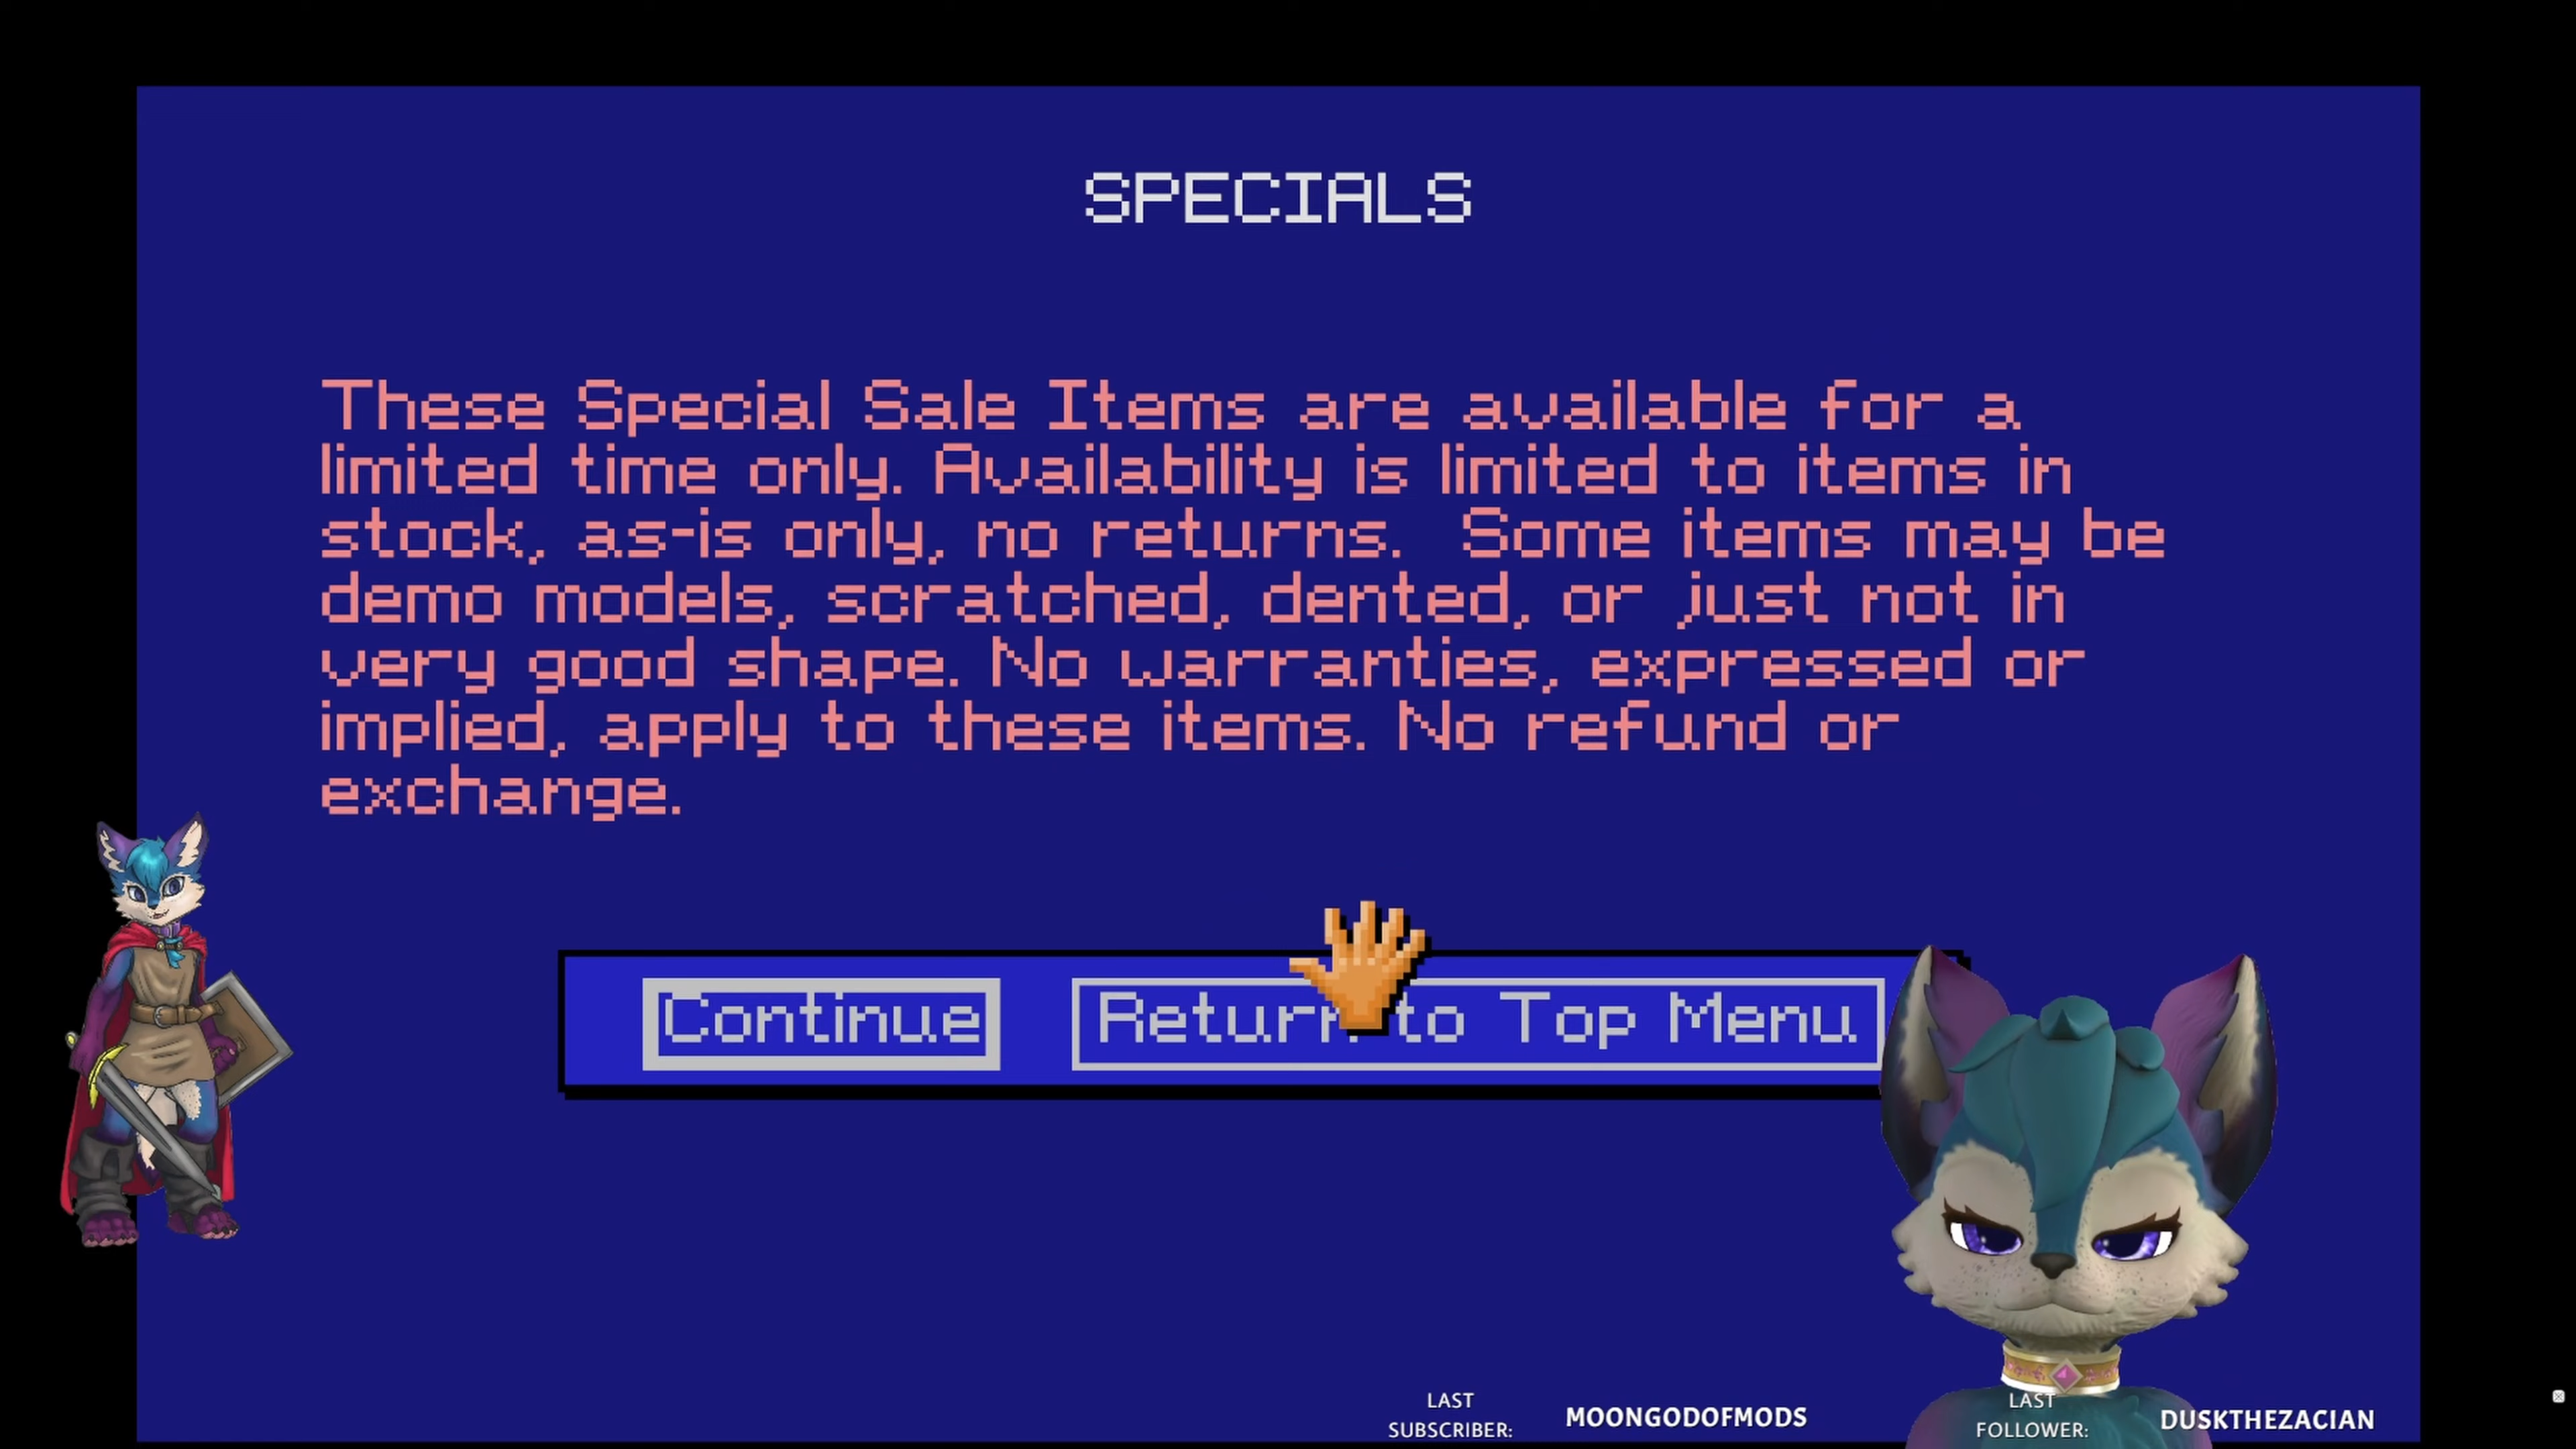 SPECIALS
These Special Sale Items are available for a
limited time only. Availability is limited to items in
stock, as-is only, no returns.  Some items may be
demo models, scratched, dented, or just not in
very good shape. No warranties, expressed or
implied, apply to these items. No refund or
exchange.
Continue
Return to Top Menu
LAST
SUBSCRIBER:
MOONGODOFMODS
LAST
FOLLOWER:
DUSKTHEZACIAN